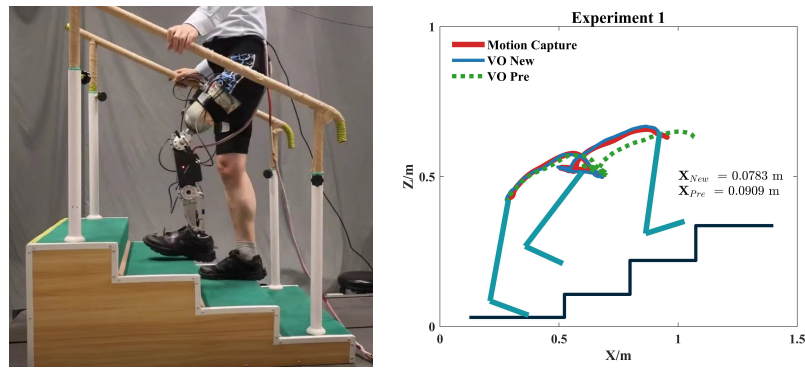 Experiment 1
1
Motion Capture
VO New
VO Pre
Z/m
0.5
X_New = 0.0783 m
X_Pre = 0.0909 m
0
0 0.5 1 1.5
X/m